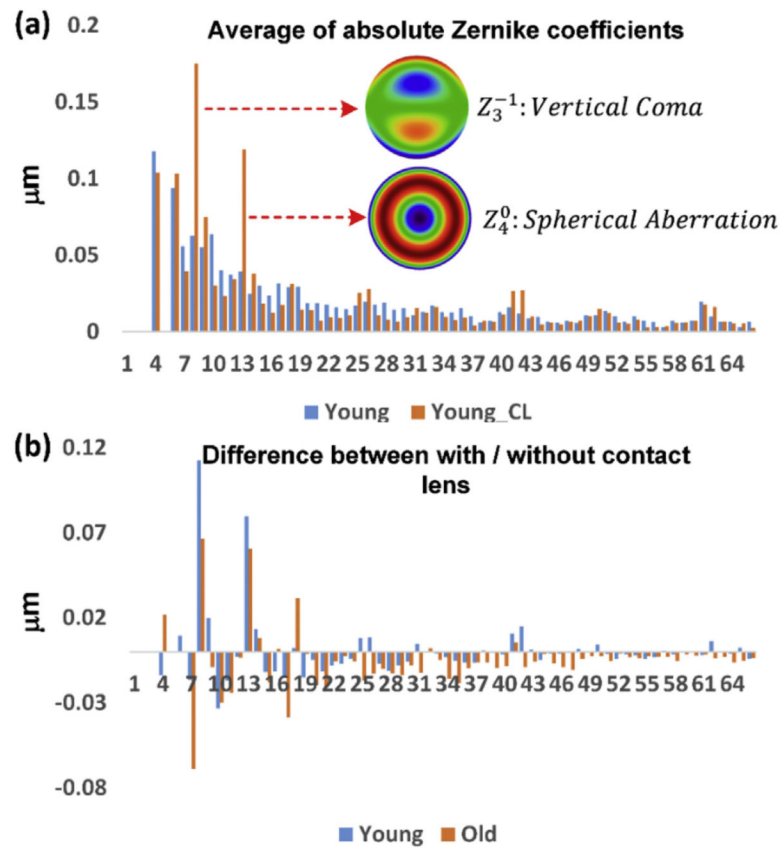 (a)
Average of absolute Zernike coefficients
0.2
0.15
0.1
0.05
0
μm
Z_3^{-1}: Vertical Coma
Z_4^0: Spherical Aberration
1 4 7 10 13 16 19 22 25 28 31 34 37 40 43 46 49 52 55 58 61 64
Young Young_CL
(b)
Difference between with / without contact
lens
0.12
0.07
0.02
-0.03
-0.08
μm
1 4 7 10 13 16 19 22 25 28 31 34 37 40 43 46 49 52 55 58 61 64
Young Old